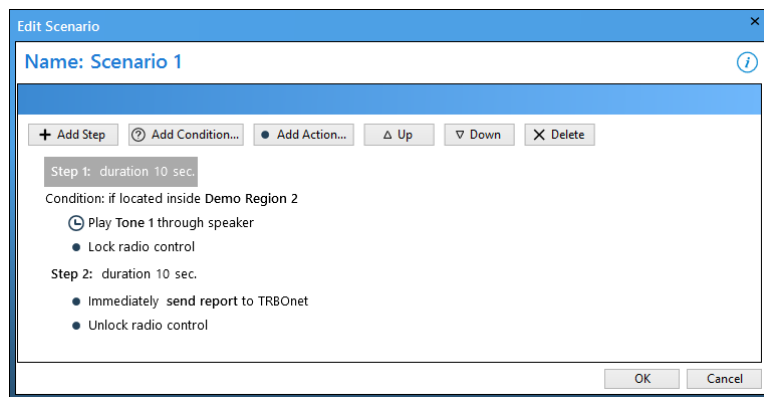 Edit Scenario
Name: Scenario 1
Add Step Add Condition... Add Action... Up Down Delete
Step 1: duration 10 sec.
Condition: if located inside Demo Region 2
Play Tone 1 through speaker
Lock radio control
Step 2: duration 10 sec.
Immediately send report to TRBOnet
Unlock radio control
OK Cancel